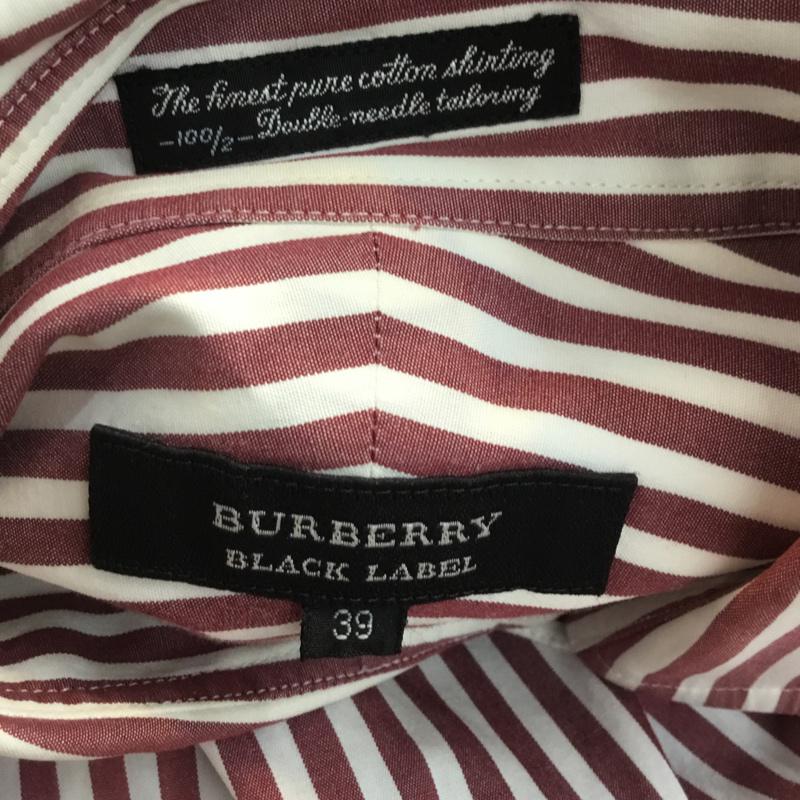 The finest pure cotton shirting
-100/2- Double-needle tailoring
BURBERRY
BLACK LABEL
39